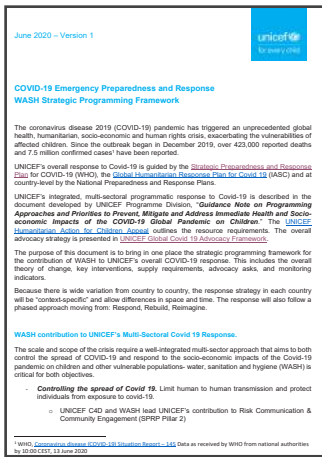 June 2020 – Version 1
unicef
for every child
COVID-19 Emergency Preparedness and Response
WASH Strategic Programming Framework
The coronavirus disease 2019 (COVID-19) pandemic has triggered an unprecedented global
health, humanitarian, socio-economic and human rights crisis, exacerbating the vulnerabilities of
affected children. Since the outbreak began in December 2019, over 423,000 reported deaths
and 7.5 million confirmed cases¹ have been reported.
UNICEF's overall response to Covid-19 is guided by the Strategic Preparedness and Response
Plan for COVID-19 (WHO), the Global Humanitarian Response Plan for Covid 19 (IASC) and at
country-level by the National Preparedness and Response Plans.
UNICEF's integrated, multi-sectoral programmatic response to Covid-19 is described in the
document developed by UNICEF Programme Division, "Guidance Note on Programming
Approaches and Priorities to Prevent, Mitigate and Address Immediate Health and Socio-
economic Impacts of the COVID-19 Global Pandemic on Children." The UNICEF
Humanitarian Action for Children Appeal outlines the resource requirements. The overall
advocacy strategy is presented in UNICEF Global Covid 19 Advocacy Framework.
The purpose of this document is to bring in one place the strategic programming framework for
the contribution of WASH to UNICEF's overall COVID-19 response. This includes the overall
theory of change, key interventions, supply requirements, advocacy asks, and monitoring
indicators.
Because there is wide variation from country to country, the response strategy in each country
will be "context-specific" and allow differences in space and time. The response will also follow a
phased approach moving from: Respond, Rebuild, Reimagine.
WASH contribution to UNICEF's Multi-Sectoral Covid 19 Response.
The scale and scope of the crisis require a well-integrated multi-sector approach that aims to both
control the spread of COVID-19 and respond to the socio-economic impacts of the Covid-19
pandemic on children and other vulnerable populations- water, sanitation and hygiene (WASH) is
critical for both objectives.
- Controlling the spread of Covid 19. Limit human to human transmission and protect
individuals from exposure to covid-19.
o UNICEF C4D and WASH lead UNICEF's contribution to Risk Communication &
Community Engagement (SPRP Pillar 2)
¹ WHO, Coronavirus disease (COVID-19) Situation Report – 145 Data as received by WHO from national authorities
by 10:00 CEST, 13 June 2020